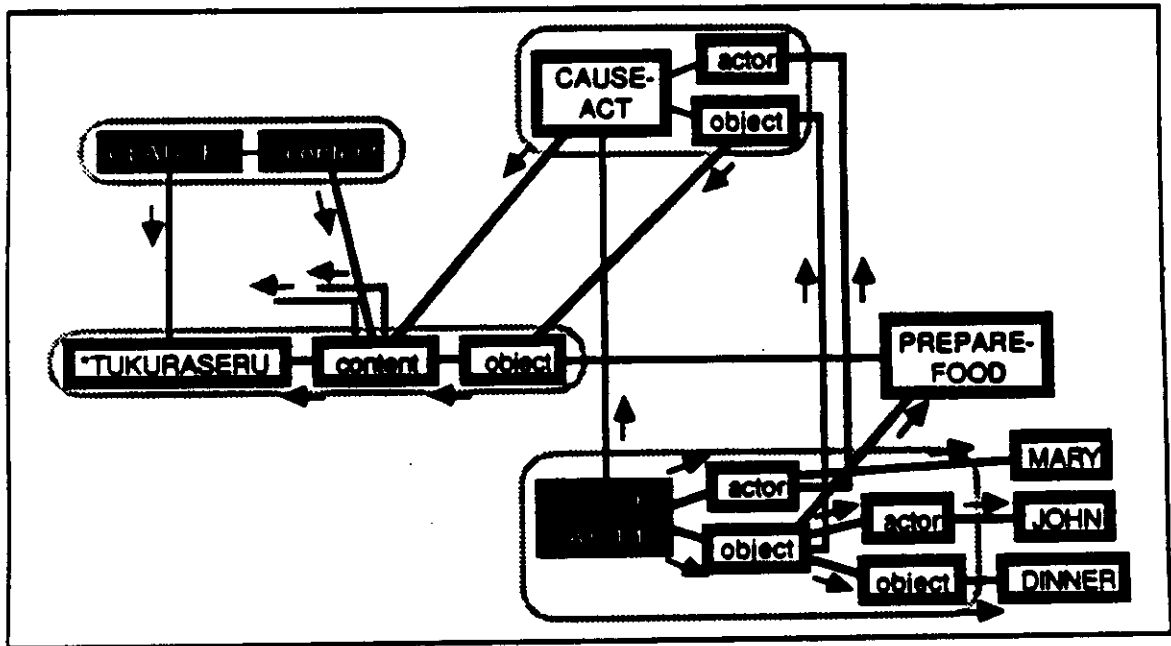 actor
CAUSE-
ACT
object
*TUKURASERU
content
object
PREPARE-
FOOD
MARY
actor
actor
JOHN
object
object
DINNER